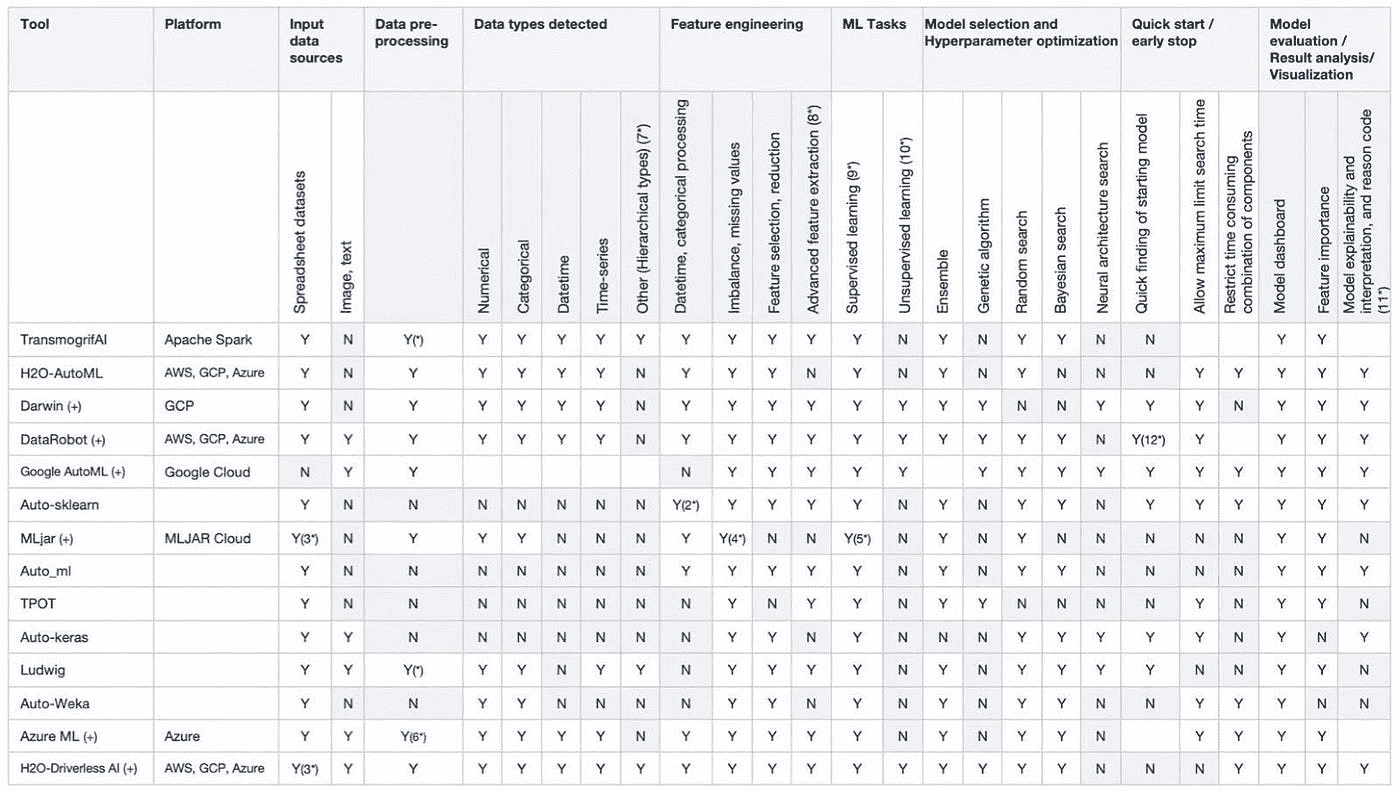 Tool Platform Input data sources Data pre-processing Data types detected Feature engineering ML Tasks Model selection and Hyperparameter optimization Quick start / early stop Model evaluation / Result analysis/ Visualization
Spreadsheet datasets
Image, text
Numerical
Categorical
Datetime
Time-series
Other (Hierarchical types) (7*)
Datetime, categorical processing
Imbalance, missing values
Feature selection, reduction
Advanced feature extraction (8*)
Supervised learning (9*)
Unsupervised learning (10*)
Ensemble
Genetic algorithm
Random search
Bayesian search
Neural architecture search
Quick finding of starting model
Allow maximum limit search time
Restrict time consuming
combination of components
Model dashboard
Feature importance
Model explainability and
interpretation, and reason code
(11*)
TransmogrifAI Apache Spark Y N Y(*) Y Y Y Y Y Y Y Y Y Y N Y N Y Y N N Y Y
H2O-AutoML AWS, GCP, Azure Y N Y Y Y Y Y N Y Y Y N Y N Y N Y N N N Y Y Y Y Y
Darwin (+) GCP Y N Y Y Y Y Y N Y Y Y Y Y Y Y Y N N Y Y Y N Y Y Y
DataRobot (+) AWS, GCP, Azure Y Y Y Y Y Y Y N Y Y Y Y Y Y Y Y Y Y N Y(12*) Y Y Y Y
Google AutoML (+) Google Cloud N Y Y N Y Y Y Y Y Y Y Y Y Y Y Y Y Y Y
Auto-sklearn Y N N N N N N N Y(2*) Y Y Y Y N Y N Y Y N Y Y Y Y Y Y
MLjar (+) MLJAR Cloud Y(3*) N Y Y Y N N N Y Y(4*) N N Y(5*) N Y N Y N N N N N Y Y N
Auto_ml Y N N N N N N N Y Y Y Y Y N Y N Y Y N N N N Y Y Y
TPOT Y N N N N N N N N Y N Y Y N Y Y N N N N Y N Y Y N
Auto-keras Y Y N N N N N N N Y Y N Y N N N Y Y Y Y Y N Y N Y
Ludwig Y Y Y(*) Y Y N Y Y N Y Y Y Y N Y N Y Y Y Y N N Y Y N
Auto-Weka Y N N Y Y N N N N Y Y N Y N Y N Y Y N N Y Y Y N N
Azure ML (+) Azure Y Y Y(6*) Y Y Y Y N Y Y Y Y Y N Y N Y Y N Y Y Y Y
H2O-Driverless AI (+) AWS, GCP, Azure Y(3*) Y Y Y Y Y Y Y Y Y Y Y Y Y Y Y Y Y N N N Y Y Y Y